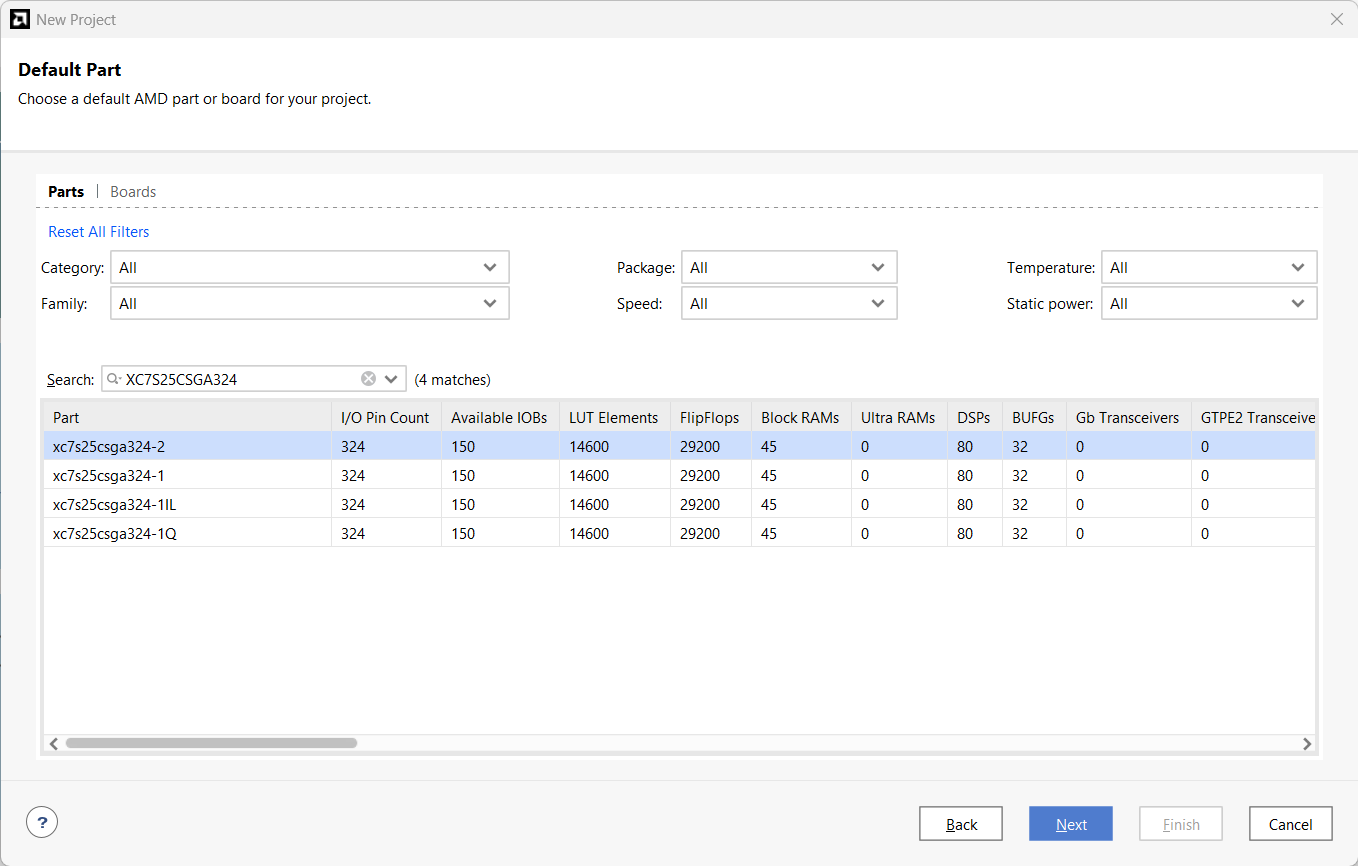 New Project
Default Part
Choose a default AMD part or board for your project.
Parts | Boards
Reset All Filters
Category: All Package: All Temperature: All
Family: All Speed: All Static power: All
Search: XC7S25CSGA324 (4 matches)
Part I/O Pin Count Available IOBs LUT Elements FlipFlops Block RAMs Ultra RAMs DSPs BUFGs Gb Transceivers GTPE2 Transceive
xc7s25csga324-2 324 150 14600 29200 45 0 80 32 0 0
xc7s25csga324-1 324 150 14600 29200 45 0 80 32 0 0
xc7s25csga324-1IL 324 150 14600 29200 45 0 80 32 0 0
xc7s25csga324-1Q 324 150 14600 29200 45 0 80 32 0 0
? Back Next Finish Cancel